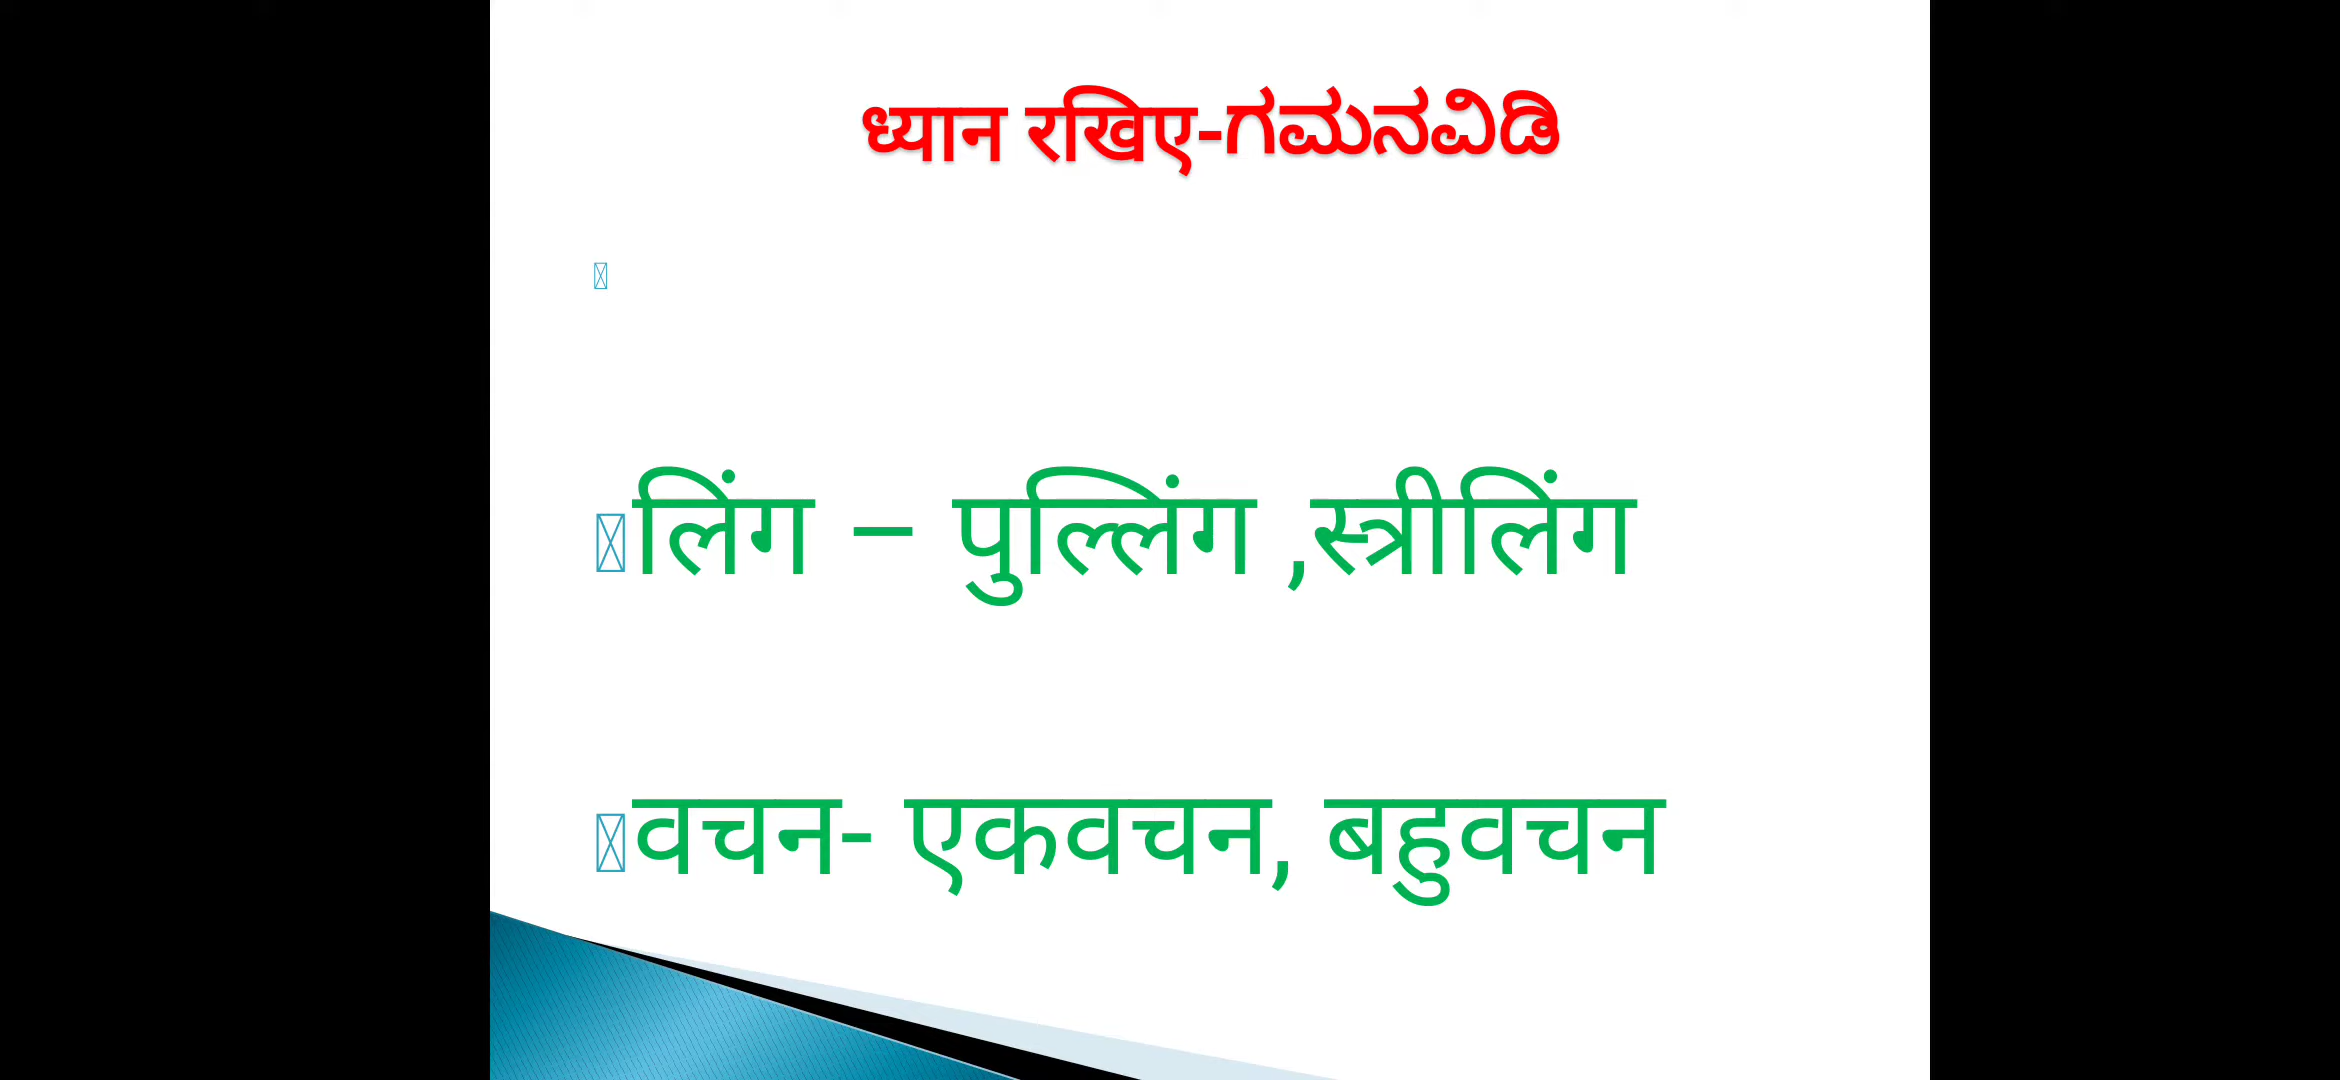 ध्यान रखिए-ಗಮನವಿಡಿ
लिंग – पुल्लिंग ,स्त्रीलिंग
वचन- एकवचन, बहुवचन